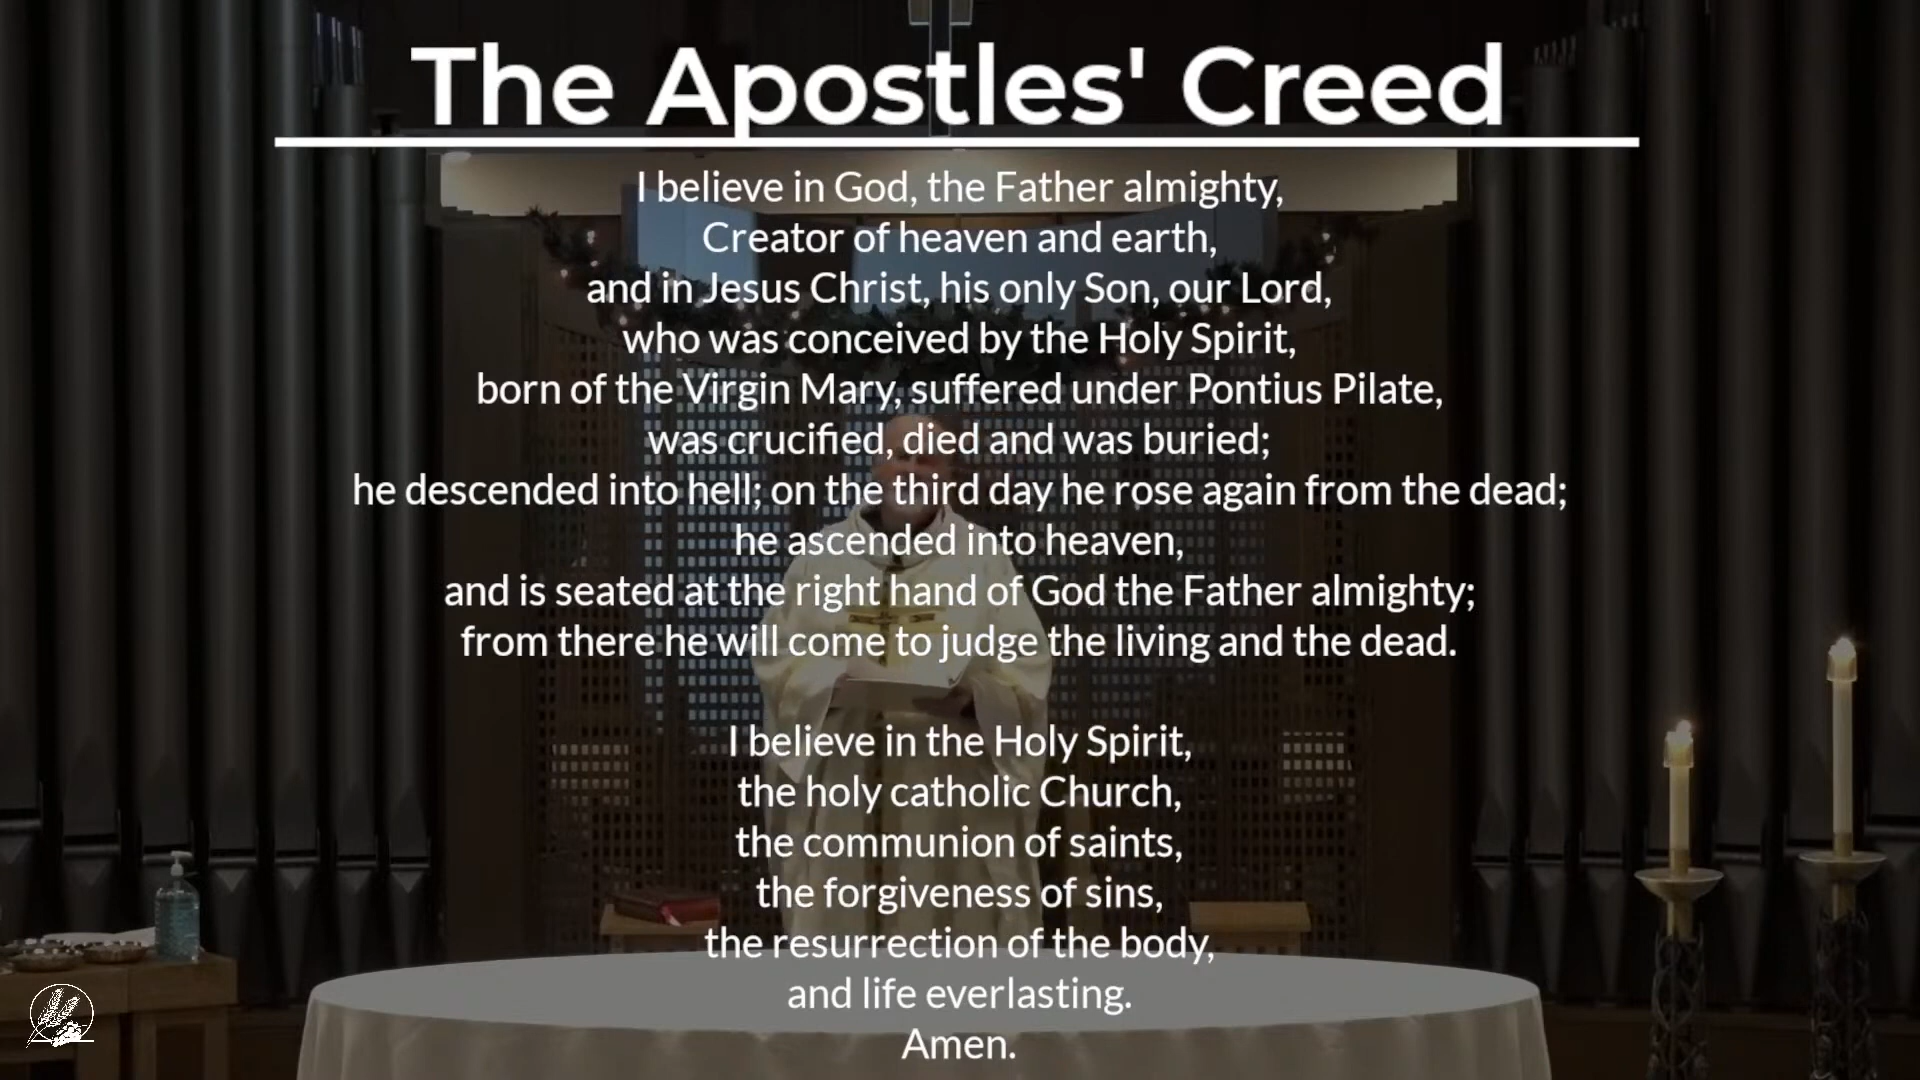 The Apostles' Creed
I believe in God, the Father almighty,
Creator of heaven and earth,
and in Jesus Christ, his only Son, our Lord,
who was conceived by the Holy Spirit,
born of the Virgin Mary, suffered under Pontius Pilate,
was crucified, died and was buried;
he descended into hell; on the third day he rose again from the dead;
he ascended into heaven,
and is seated at the right hand of God the Father almighty;
from there he will come to judge the living and the dead.
I believe in the Holy Spirit,
the holy catholic Church,
the communion of saints,
the forgiveness of sins,
the resurrection of the body,
and life everlasting.
Amen.